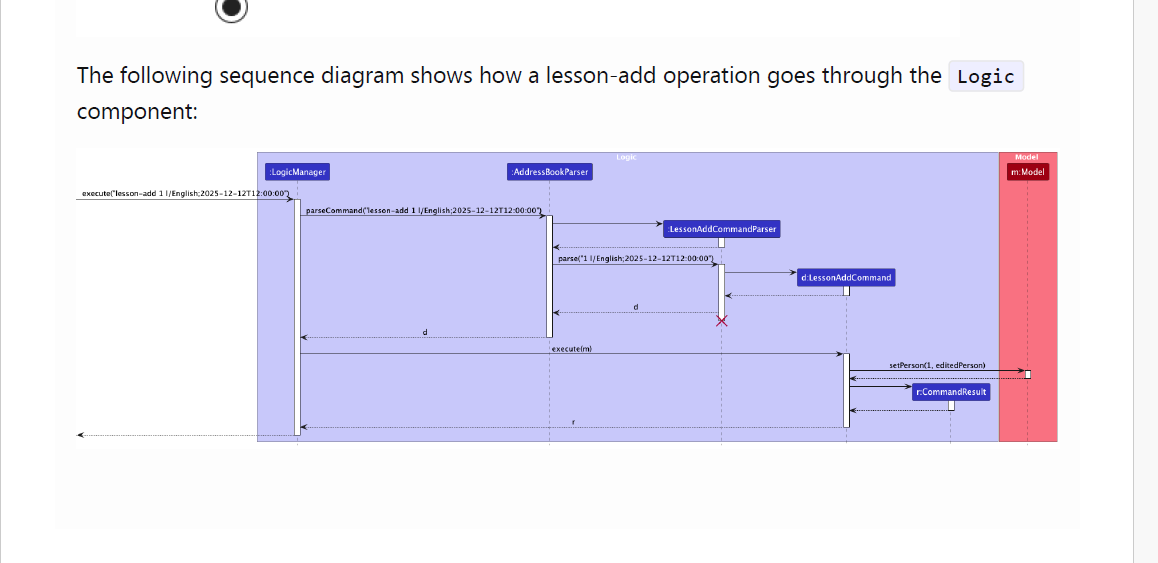 The following sequence diagram shows how a lesson-add operation goes through the Logic
component:
Logic
Model
:LogicManager
:AddressBookParser
m:Model
execute("lesson-add 1 l/English;2025-12-12T12:00:00")
parseCommand("lesson-add 1 l/English;2025-12-12T12:00:00")
:LessonAddCommandParser
parse("1 l/English;2025-12-12T12:00:00")
d:LessonAddCommand
d
d
execute(m)
setPerson(1, editedPerson)
r:CommandResult
r